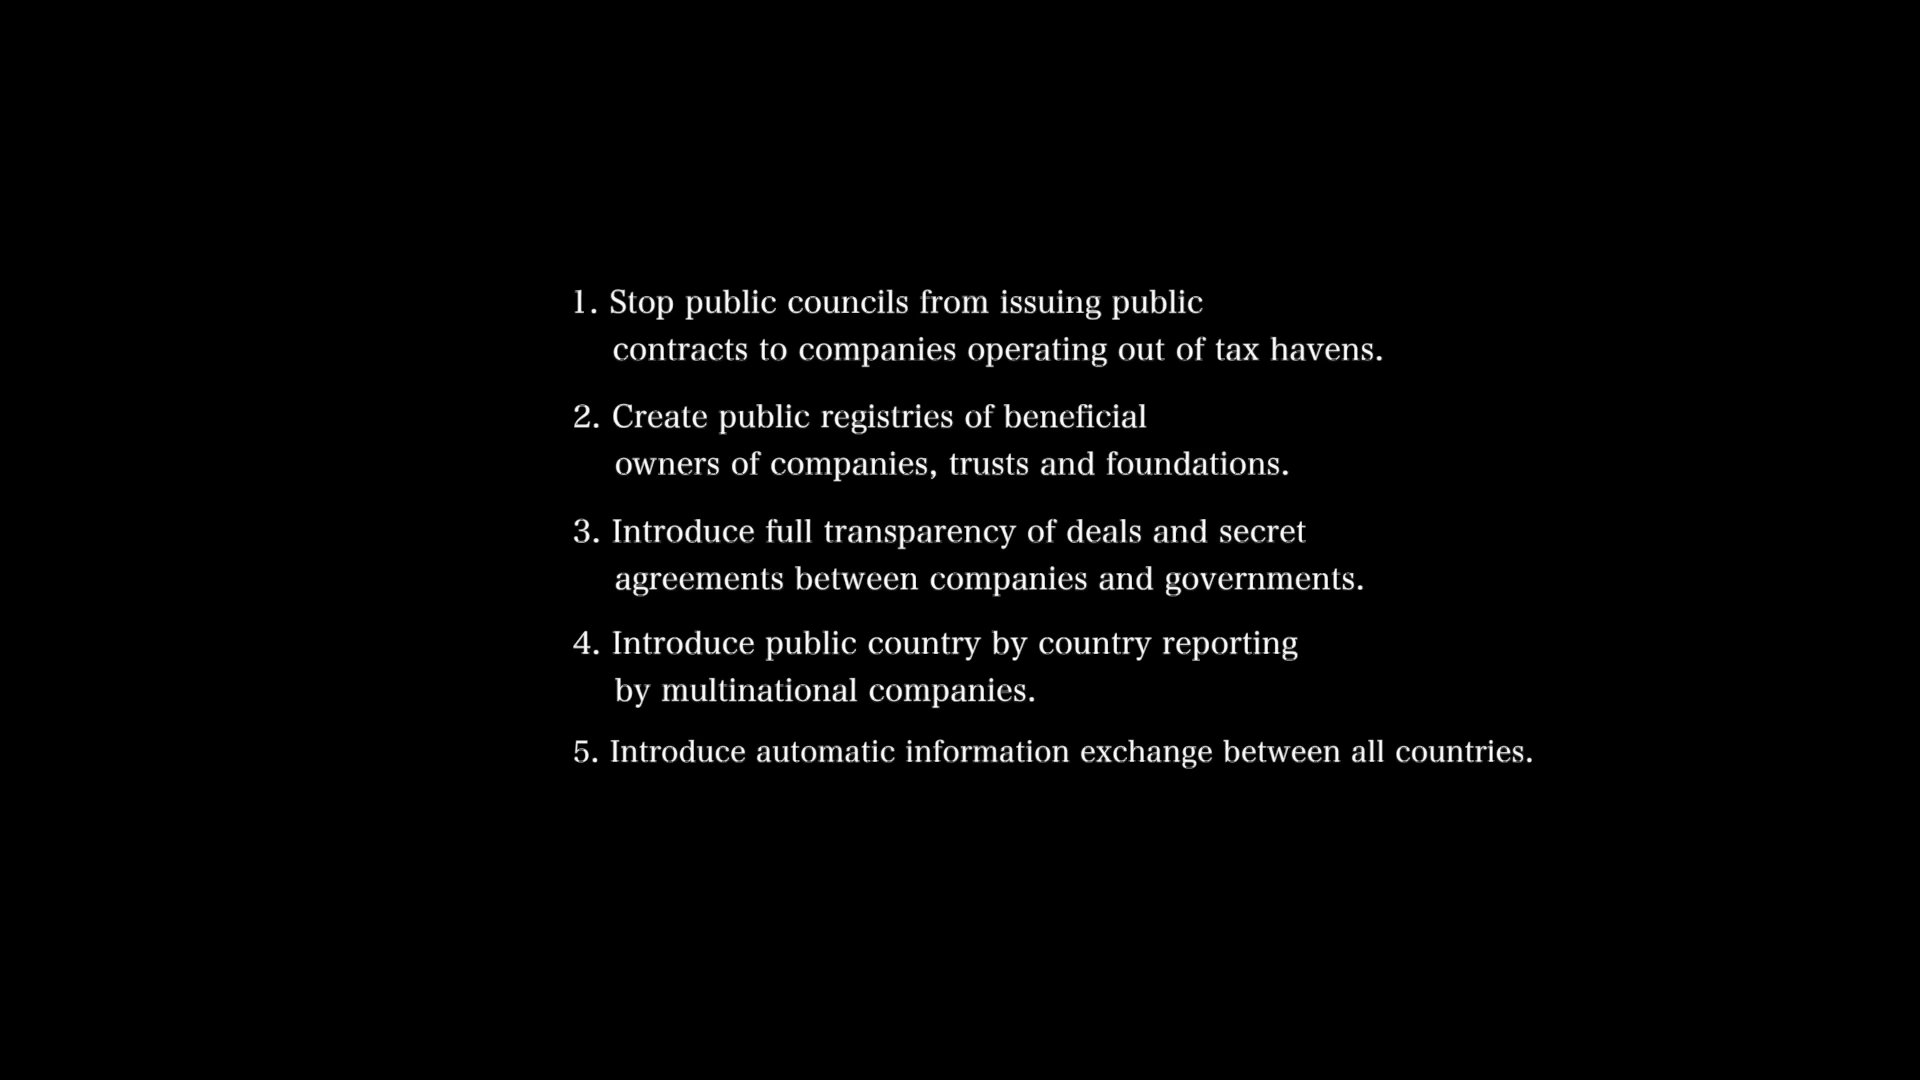 1. Stop public councils from issuing public
contracts to companies operating out of tax havens.
2. Create public registries of beneficial
owners of companies, trusts and foundations.
3. Introduce full transparency of deals and secret
agreements between companies and governments.
4. Introduce public country by country reporting
by multinational companies.
5. Introduce automatic information exchange between all countries.